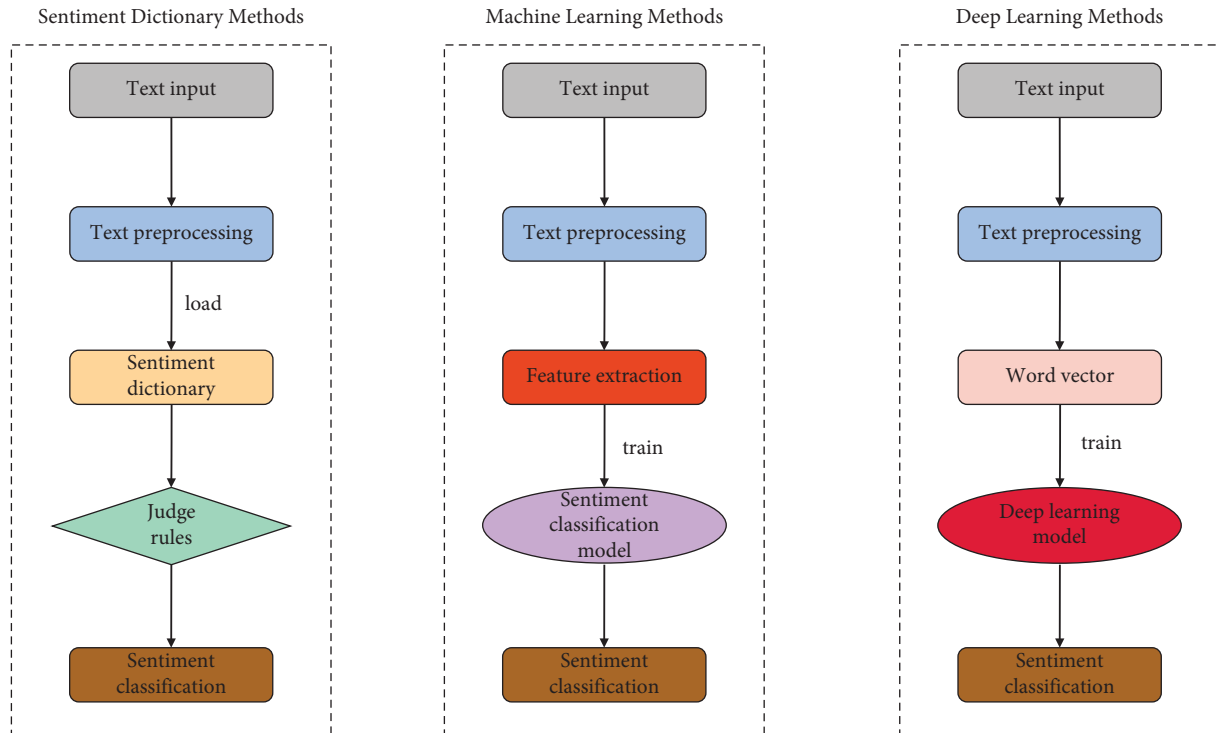 Sentiment Dictionary Methods
Text input
Text preprocessing
load
Sentiment
dictionary
Judge
rules
Sentiment
classification
Machine Learning Methods
Text input
Text preprocessing
Feature extraction
train
Sentiment
classification
model
Sentiment
classification
Deep Learning Methods
Text input
Text preprocessing
Word vector
train
Deep learning
model
Sentiment
classification